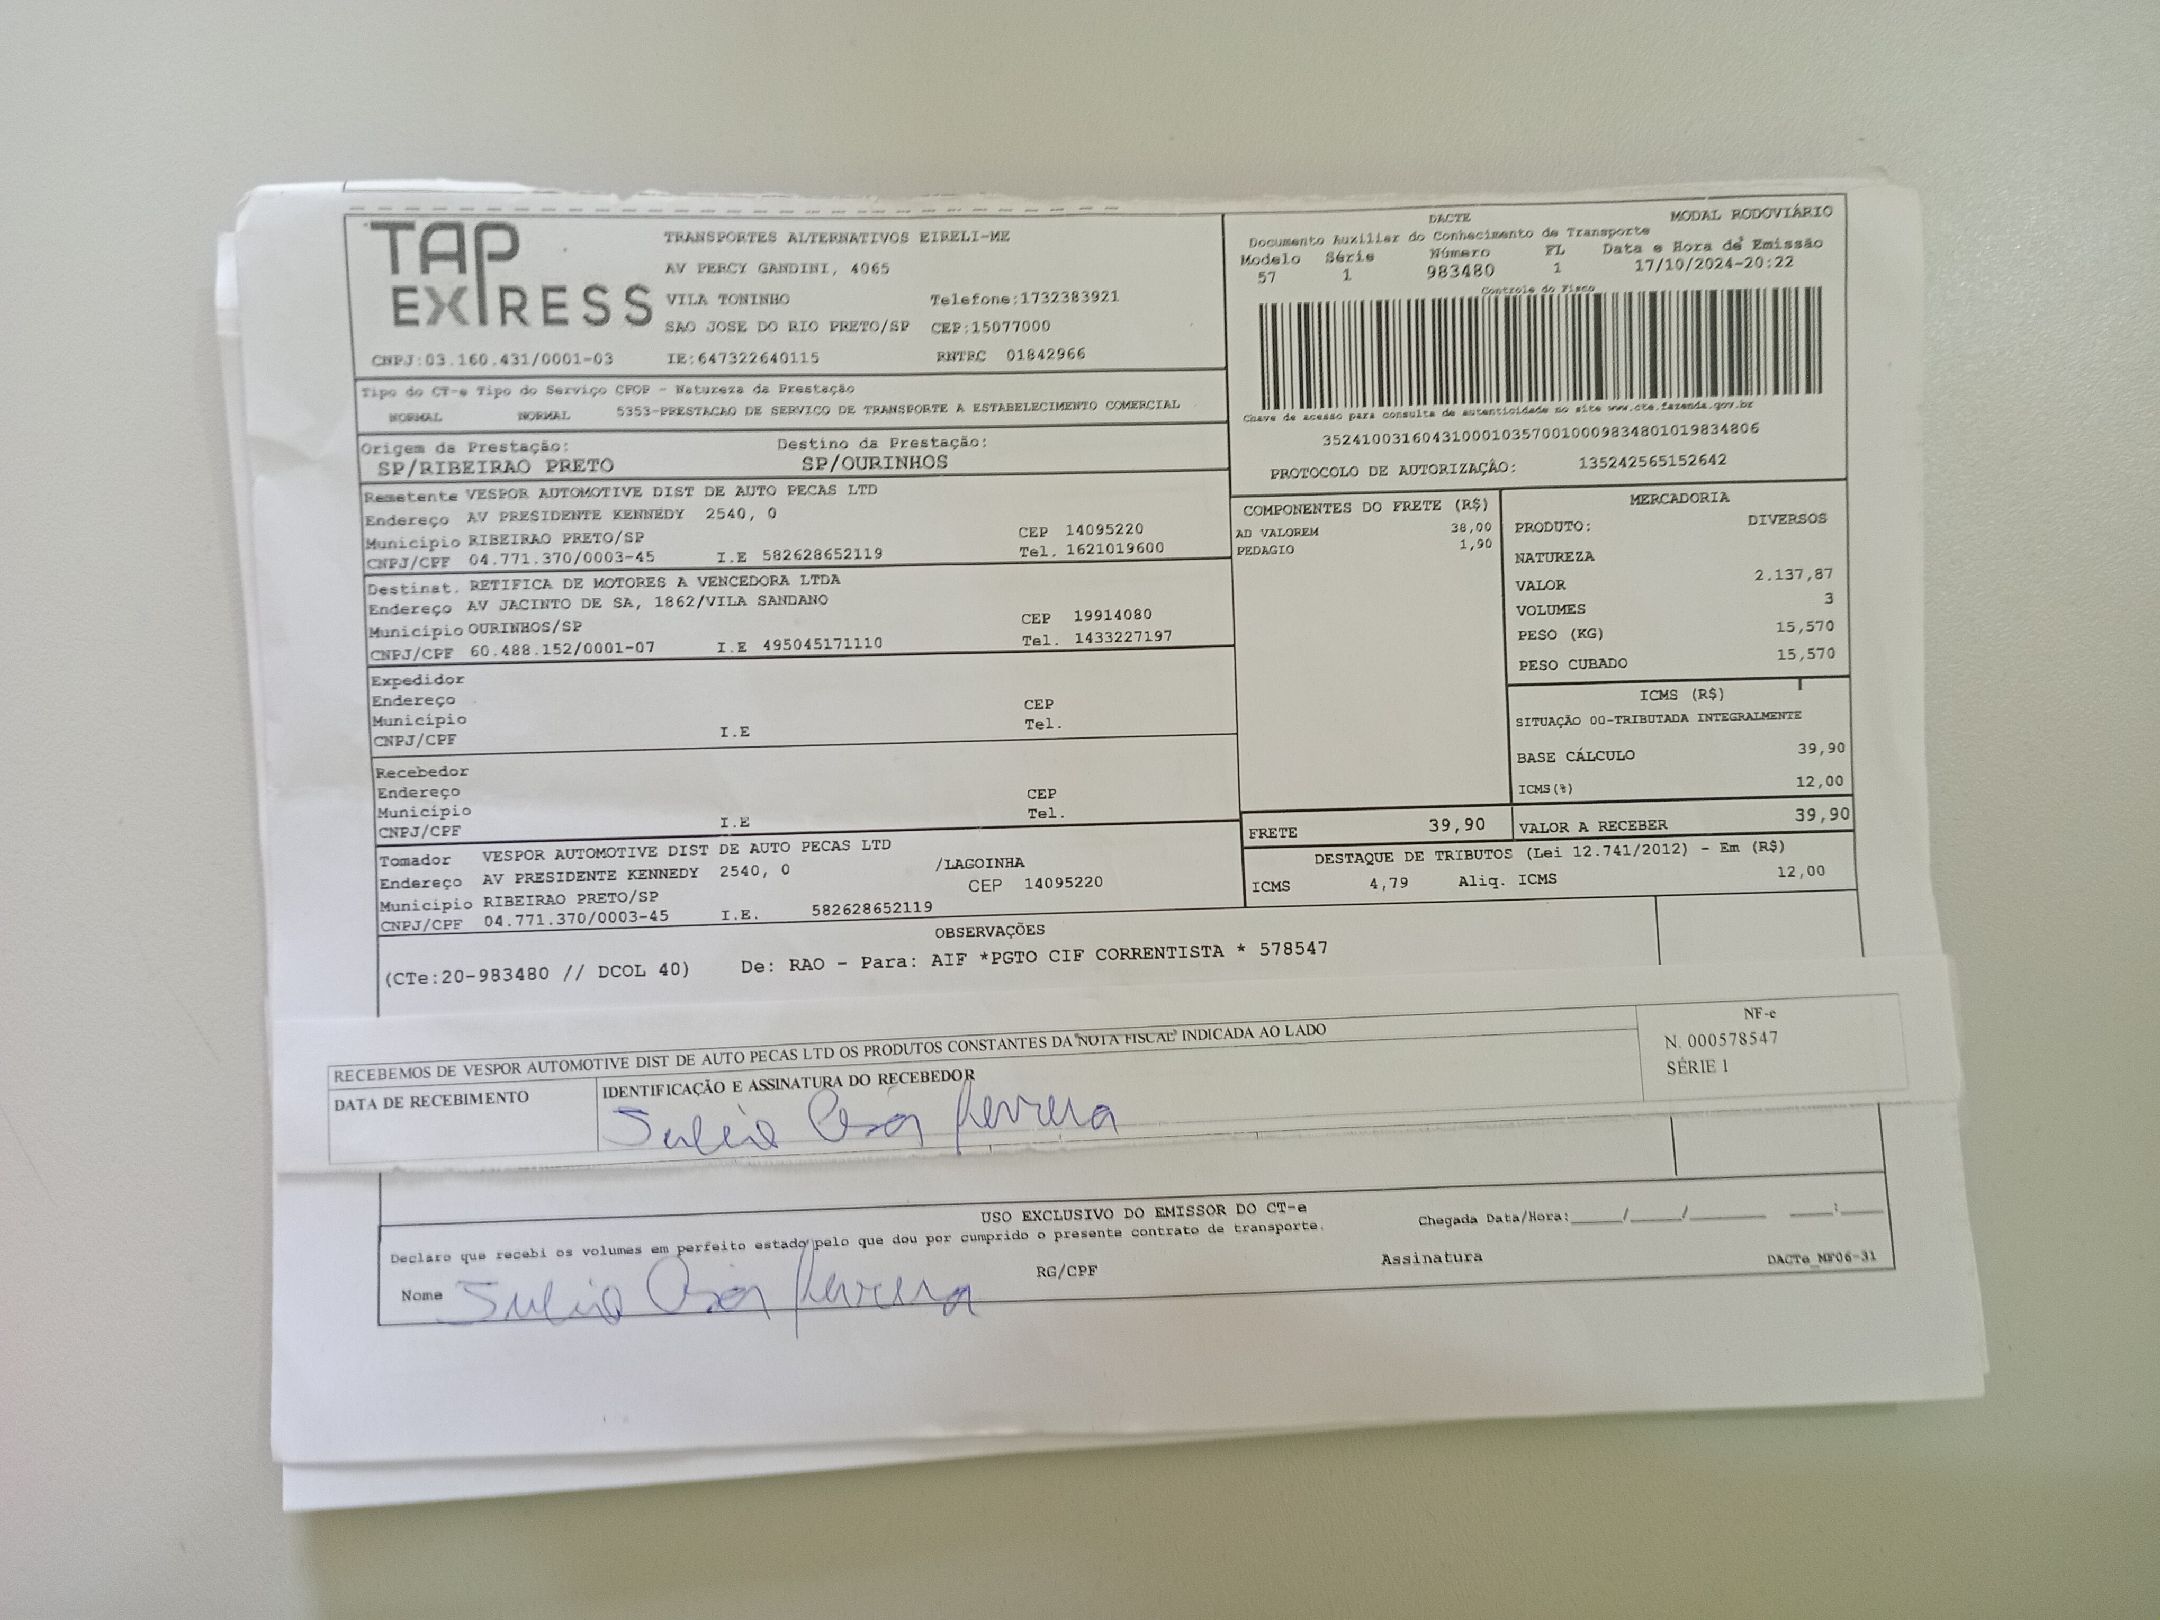 TAP
EXPRESS
TRANSPORTES ALTERNATIVOS EIRELI-ME
AV PERCY GANDINI, 4065
VILA TONINHO Telefone:1732383921
SAO JOSE DO RIO PRETO/SP CEP:15077000
CNPJ:03.160.431/0001-03 IE:647322640115 RNTRC 01842966
DACTE MODAL RODOVIÁRIO
Documento Auxiliar do Conhecimento de Transporte
Modelo Série Número FL Data e Hora de Emissão
57 1 983480 1 17/10/2024-20:22
Controle do Fisco
Chave de acesso para consulta de autenticidade no site www.cte.fazenda.gov.br
35241003160431000103570010009834801019834806
PROTOCOLO DE AUTORIZAÇÃO: 135242565152642
Tipo do CT-e Tipo do Serviço CFOP - Natureza da Prestação
NORMAL NORMAL 5353-PRESTACAO DE SERVICO DE TRANSPORTE A ESTABELECIMENTO COMERCIAL
Origem da Prestação: Destino da Prestação:
SP/RIBEIRAO PRETO SP/OURINHOS
Remetente VESPOR AUTOMOTIVE DIST DE AUTO PECAS LTD
Endereço AV PRESIDENTE KENNEDY 2540, 0
Município RIBEIRAO PRETO/SP CEP 14095220
CNPJ/CPF 04.771.370/0003-45 I.E 582628652119 Tel. 1621019600
Destinat. RETIFICA DE MOTORES A VENCEDORA LTDA
Endereço AV JACINTO DE SA, 1862/VILA SANDANO
Município OURINHOS/SP CEP 19914080
CNPJ/CPF 60.488.152/0001-07 I.E 495045171110 Tel. 1433227197
Expedidor
Endereço
Município CEP
CNPJ/CPF I.E Tel.
Recebedor
Endereço
Município CEP
CNPJ/CPF I.E Tel.
Tomador VESPOR AUTOMOTIVE DIST DE AUTO PECAS LTD
Endereço AV PRESIDENTE KENNEDY 2540, 0 /LAGOINHA
Município RIBEIRAO PRETO/SP CEP 14095220
CNPJ/CPF 04.771.370/0003-45 I.E. 582628652119
COMPONENTES DO FRETE (R$)
AD VALOREM 38,00
PEDAGIO 1,90
MERCADORIA
PRODUTO: DIVERSOS
NATUREZA
VALOR 2.137,87
VOLUMES 3
PESO (KG) 15,570
PESO CUBADO 15,570
ICMS (R$)
SITUAÇÃO 00-TRIBUTADA INTEGRALMENTE
BASE CÁLCULO 39,90
ICMS(%) 12,00
FRETE 39,90 VALOR A RECEBER 39,90
DESTAQUE DE TRIBUTOS (Lei 12.741/2012) - Em (R$)
ICMS 4,79 Aliq. ICMS 12,00
OBSERVAÇÕES
(CTe:20-983480 // DCOL 40) De: RAO - Para: AIF *PGTO CIF CORRENTISTA * 578547
RECEBEMOS DE VESPOR AUTOMOTIVE DIST DE AUTO PECAS LTD OS PRODUTOS CONSTANTES DA NOTA FISCAL INDICADA AO LADO
NF-e
N. 000578547
SÉRIE 1
DATA DE RECEBIMENTO IDENTIFICAÇÃO E ASSINATURA DO RECEBEDOR
USO EXCLUSIVO DO EMISSOR DO CT-e
Declaro que recebi os volumes em perfeito estado pelo que dou por cumprido o presente contrato de transporte.
Chegada Data/Hora:_____/_____/_______ ____:____
Nome RG/CPF Assinatura DACTe_MF06-31